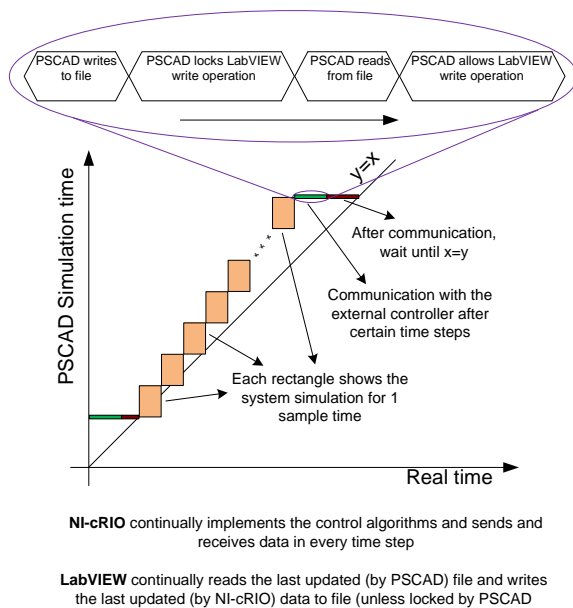 PSCAD writes
to file
PSCAD locks LabVIEW
write operation
PSCAD reads
from file
PSCAD allows LabVIEW
write operation
y=x
After communication,
wait until x=y
Communication with the
external controller after
certain time steps
Each rectangle shows the
system simulation for 1
sample time
PSCAD Simulation time
Real time
NI-cRIO continually implements the control algorithms and sends and
receives data in every time step
LabVIEW continually reads the last updated (by PSCAD) file and writes
the last updated (by NI-cRIO) data to file (unless locked by PSCAD